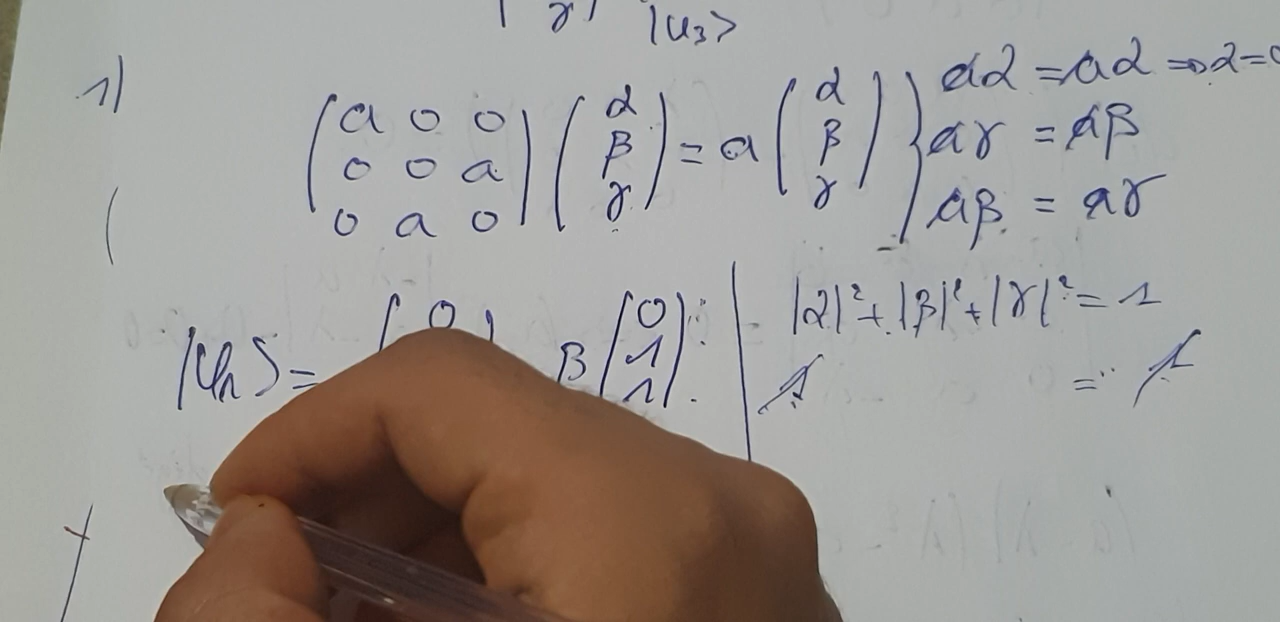 γ) |u₃>
1)
(a 0 0) (α) = a (α) } aα = aα ⇒ α = 0
(0 0 a) (β) (β) aγ = aβ
(0 a 0) (γ) (γ) aβ = aγ
|α|² + |β|² + |γ|² = 1
= (0 β (0
1
1) = 1